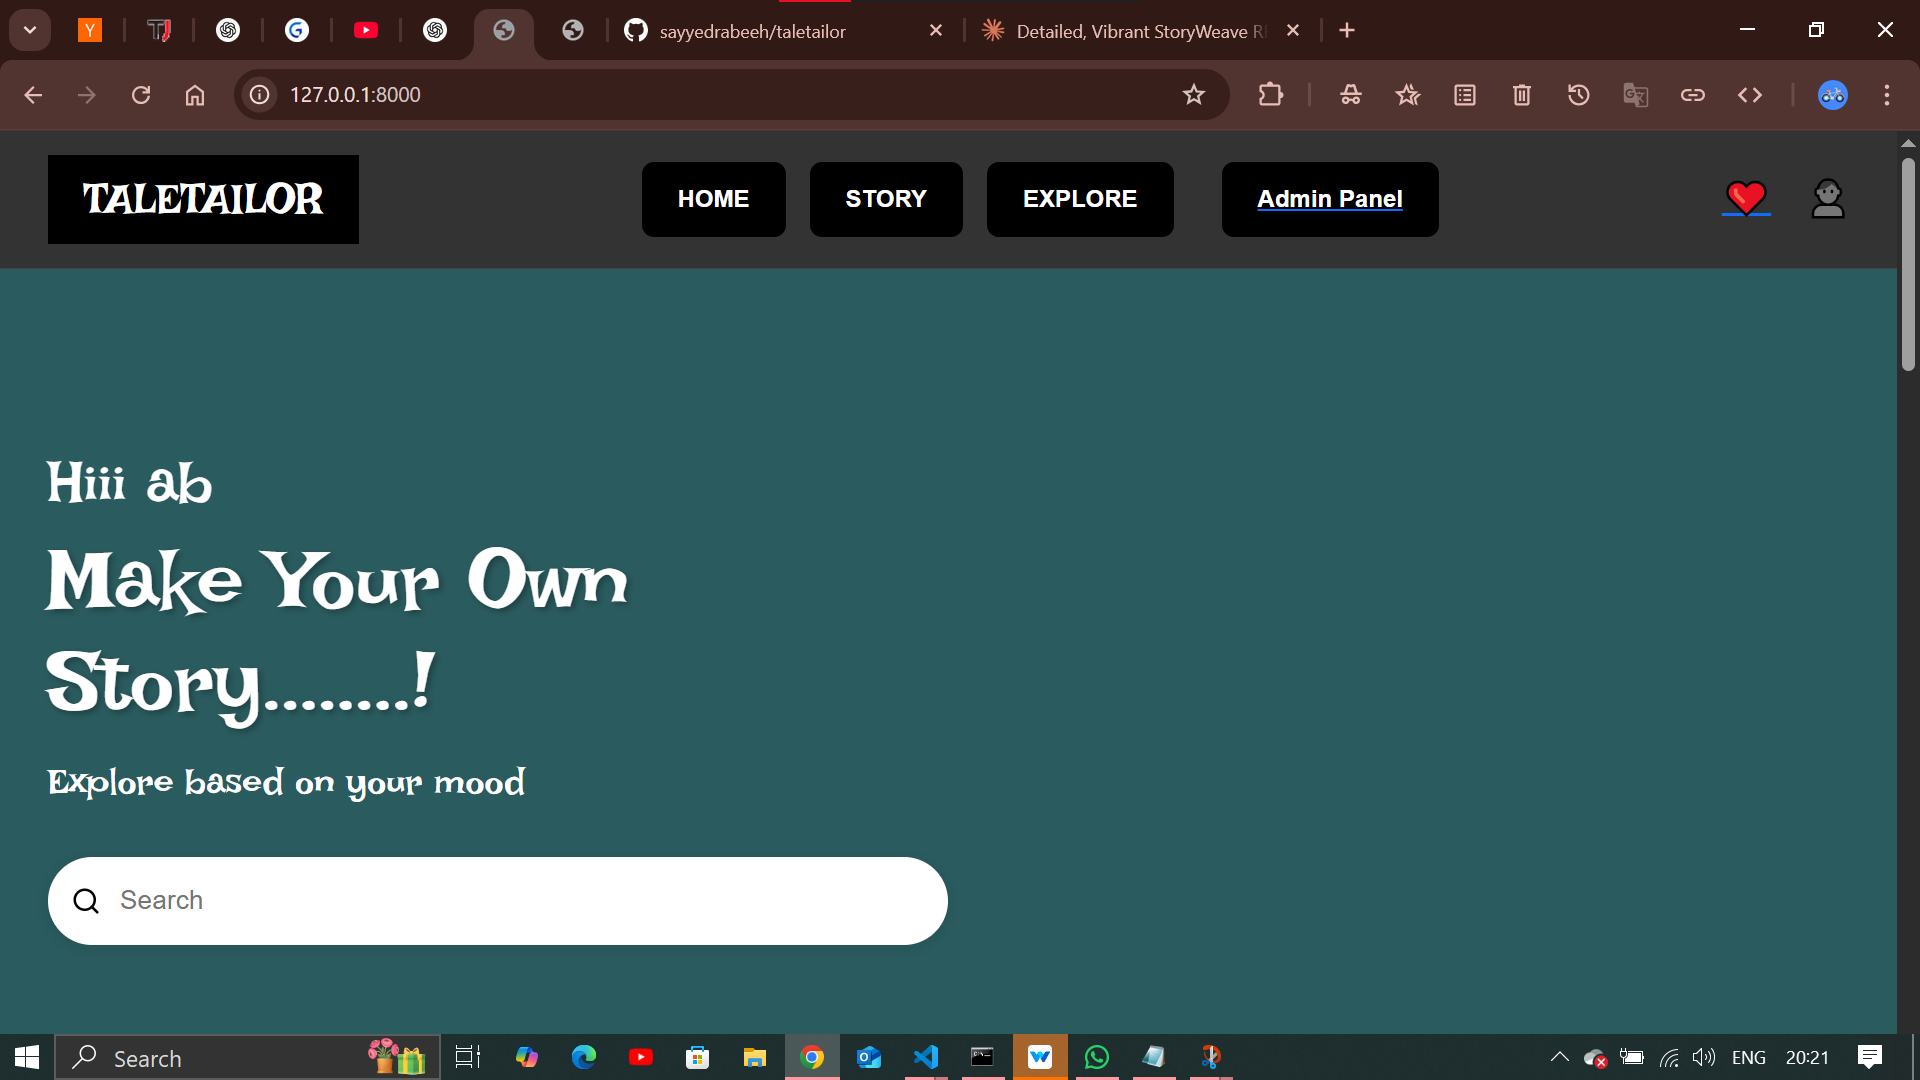 sayyedrabeeh/taletailor
Detailed, Vibrant StoryWeave R
127.0.0.1:8000
TALETAILOR
HOME
STORY
EXPLORE
Admin Panel
Hiii ab
Make Your Own
Story........!
Explore based on your mood
Search
Search
ENG
20:21